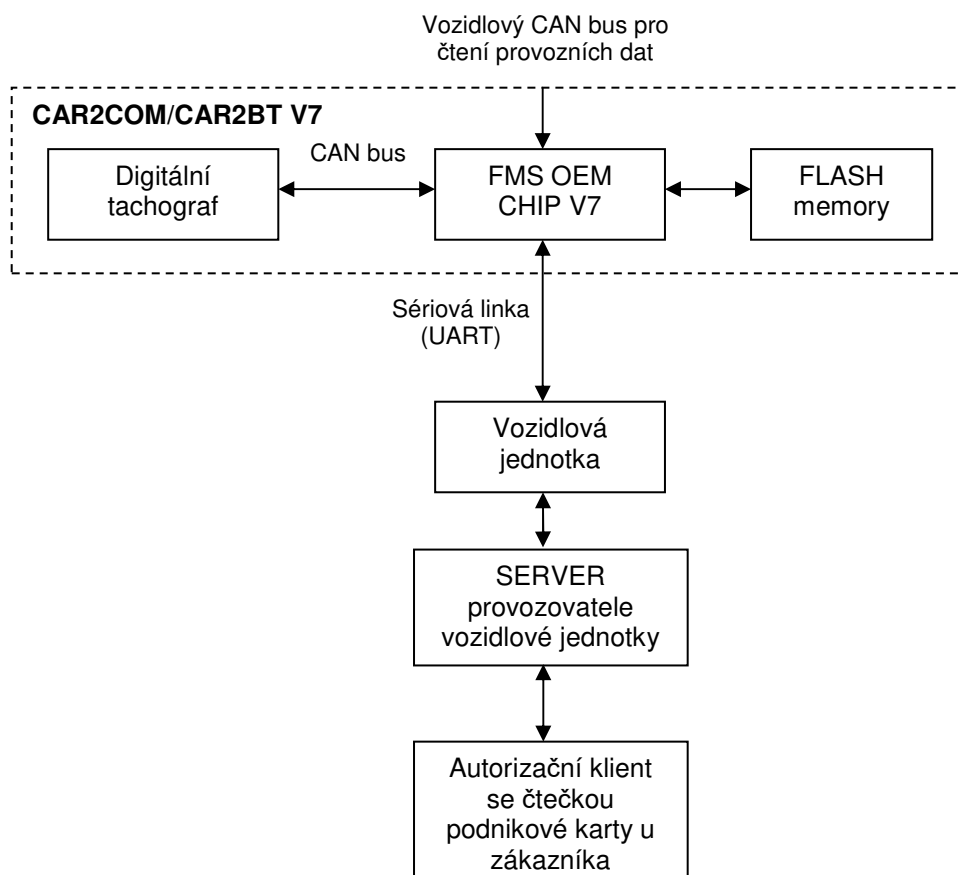 Vozidlový CAN bus pro
čtení provozních dat
CAR2COM/CAR2BT V7
Digitální
tachograf
CAN bus
FMS OEM
CHIP V7
FLASH
memory
Sériová linka
(UART)
Vozidlová
jednotka
SERVER
provozovatele
vozidlové jednotky
Autorizační klient
se čtečkou
podnikové karty u
zákazníka